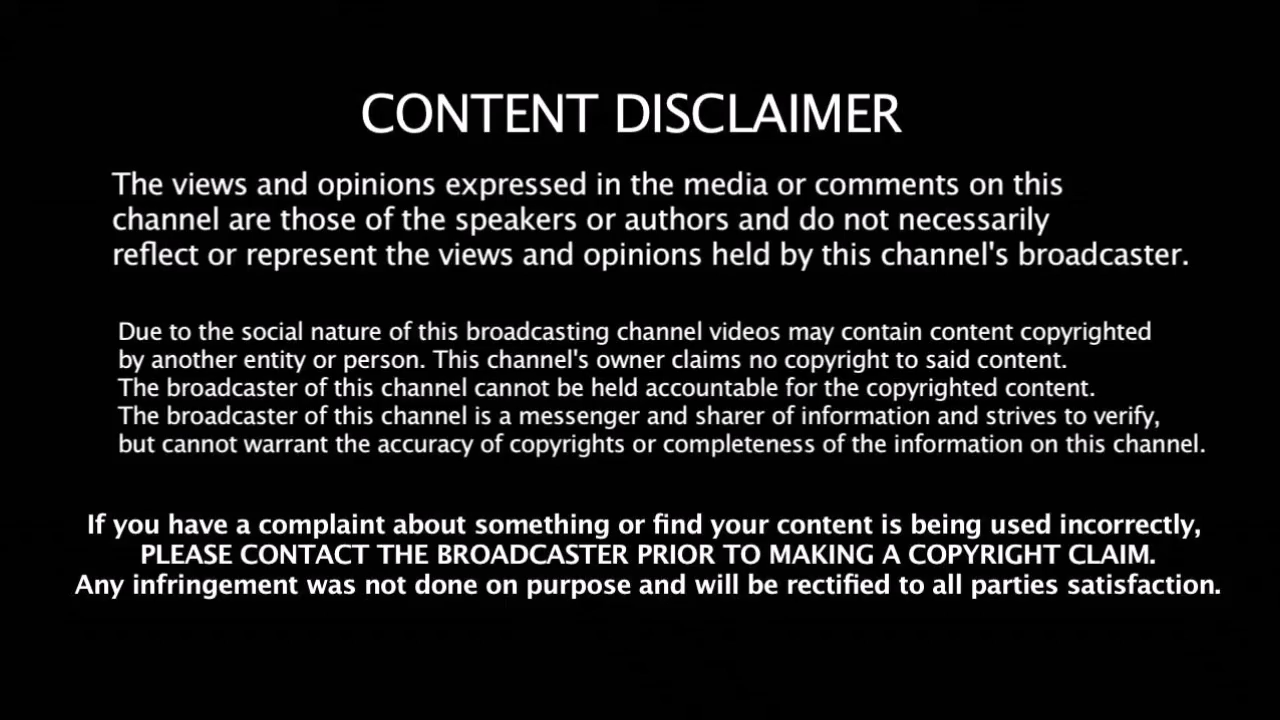 CONTENT DISCLAIMER
The views and opinions expressed in the media or comments on this
channel are those of the speakers or authors and do not necessarily
reflect or represent the views and opinions held by this channel's broadcaster.
Due to the social nature of this broadcasting channel videos may contain content copyrighted
by another entity or person. This channel's owner claims no copyright to said content.
The broadcaster of this channel cannot be held accountable for the copyrighted content.
The broadcaster of this channel is a messenger and sharer of information and strives to verify,
but cannot warrant the accuracy of copyrights or completeness of the information on this channel.
If you have a complaint about something or find your content is being used incorrectly,
PLEASE CONTACT THE BROADCASTER PRIOR TO MAKING A COPYRIGHT CLAIM.
Any infringement was not done on purpose and will be rectified to all parties satisfaction.